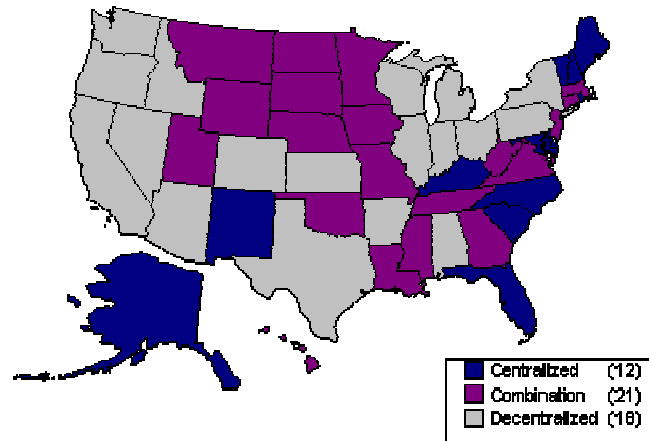 Centralized (12)
Combination (21)
Decentralized (18)